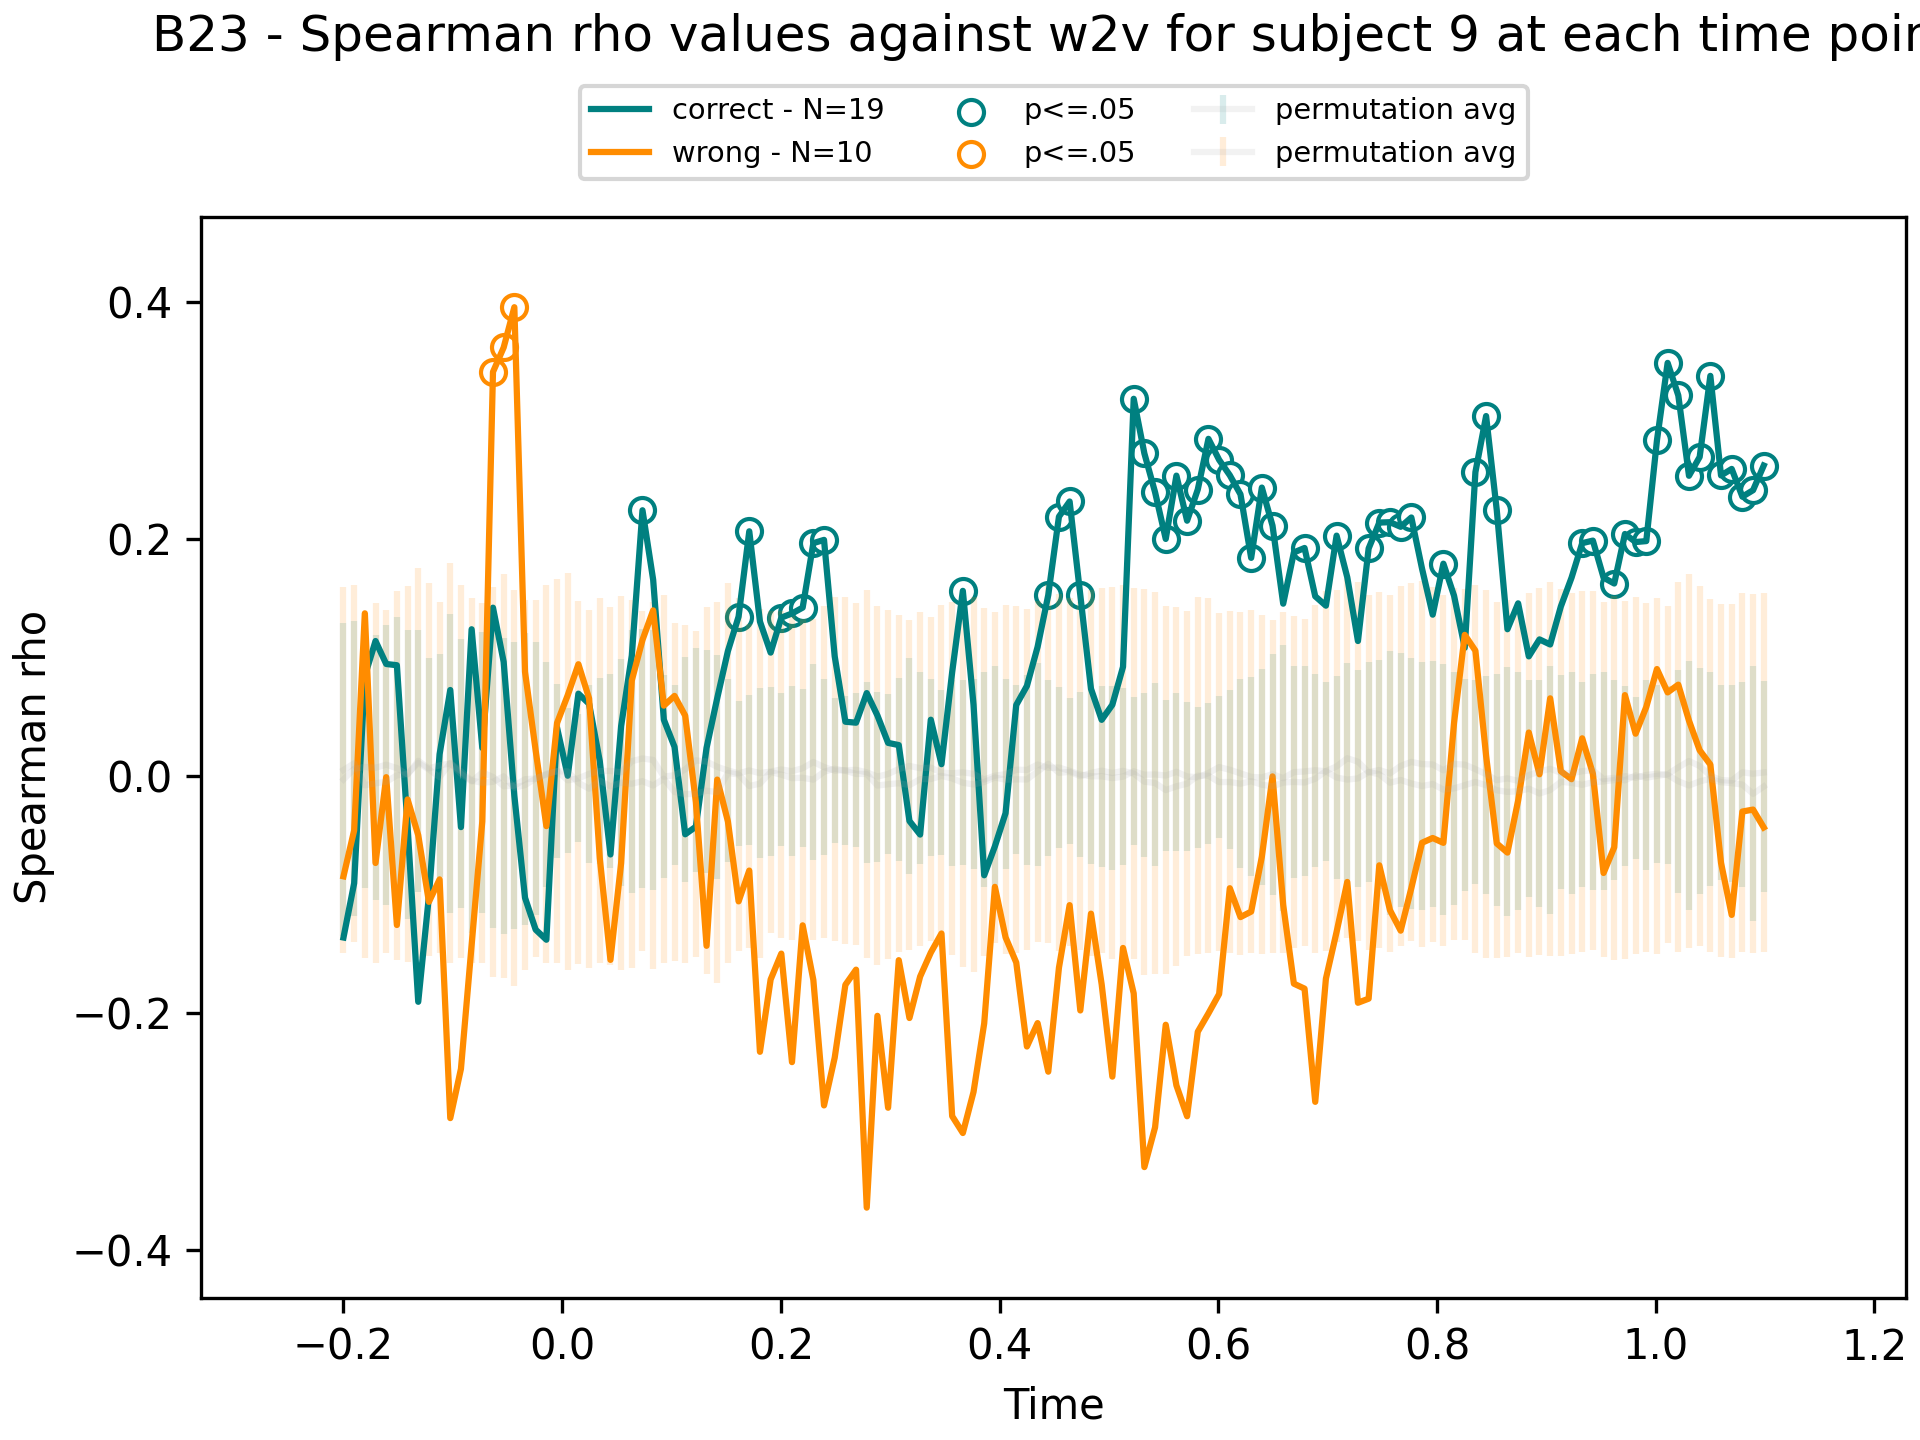 B23 - Spearman rho values against w2v for subject 9 at each time poin
correct - N=19
wrong - N=10
p<=.05
p<=.05
permutation avg
permutation avg
Spearman rho
0.4
0.2
0.0
−0.2
−0.4
−0.2 0.0 0.2 0.4 0.6 0.8 1.0 1.2
Time